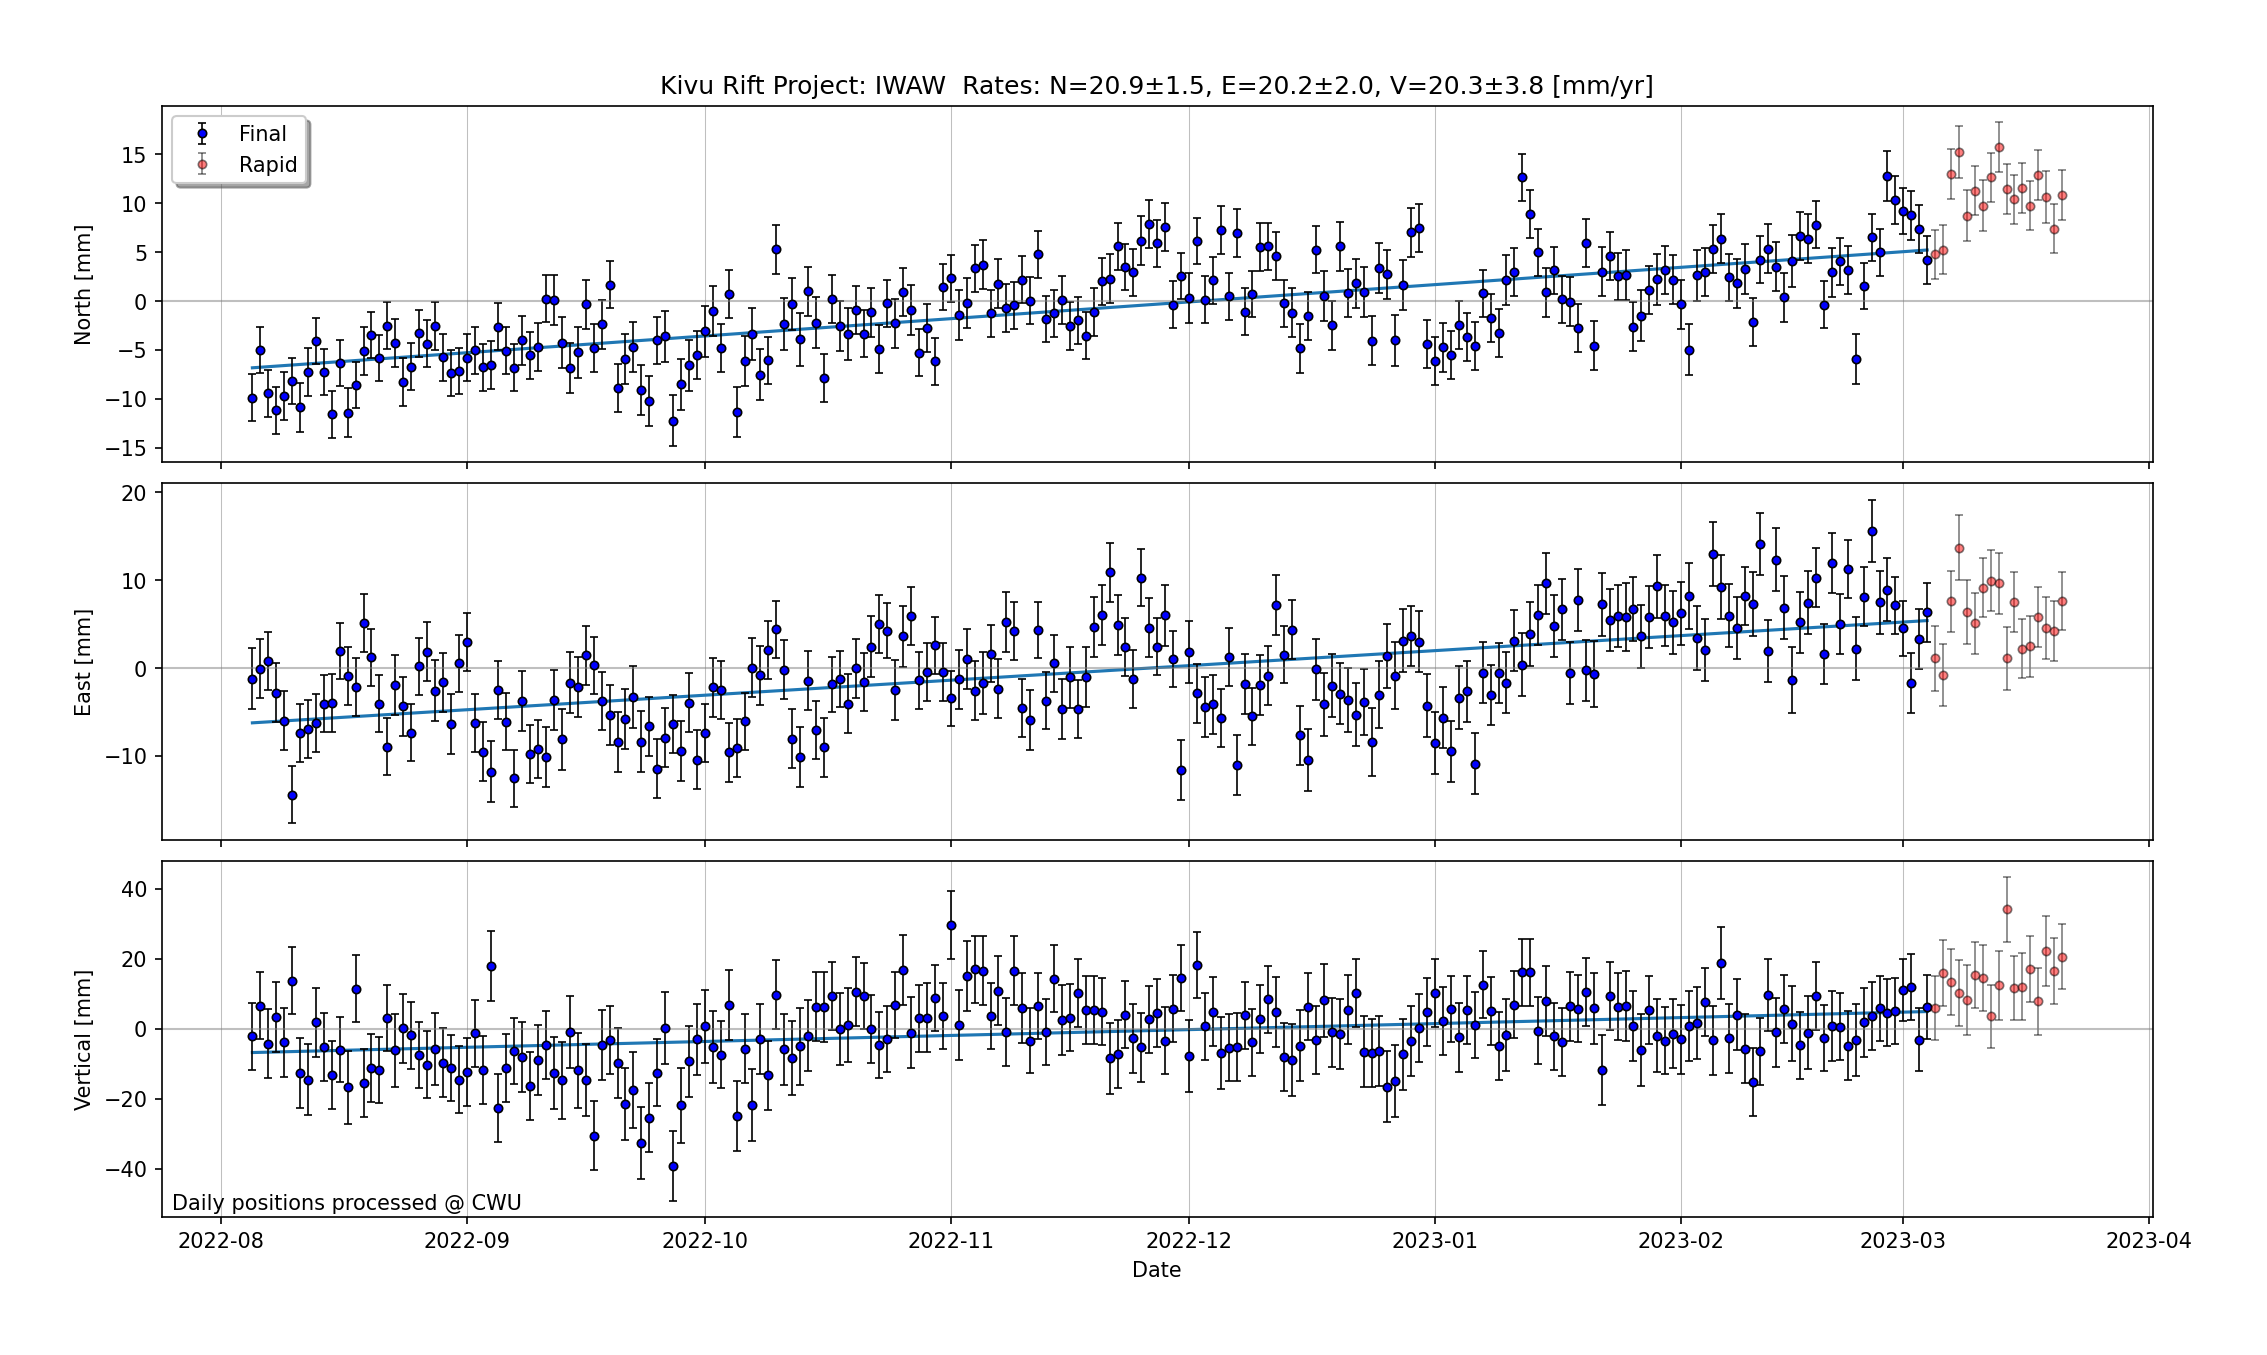 Kivu Rift Project: IWAW  Rates: N=20.9±1.5, E=20.2±2.0, V=20.3±3.8 [mm/yr]
Final
Rapid
North [mm]
15
10
5
0
−5
−10
−15
East [mm]
20
10
0
−10
Vertical [mm]
40
20
0
−20
−40
Daily positions processed @ CWU
2022-08 2022-09 2022-10 2022-11 2022-12 2023-01 2023-02 2023-03 2023-04
Date